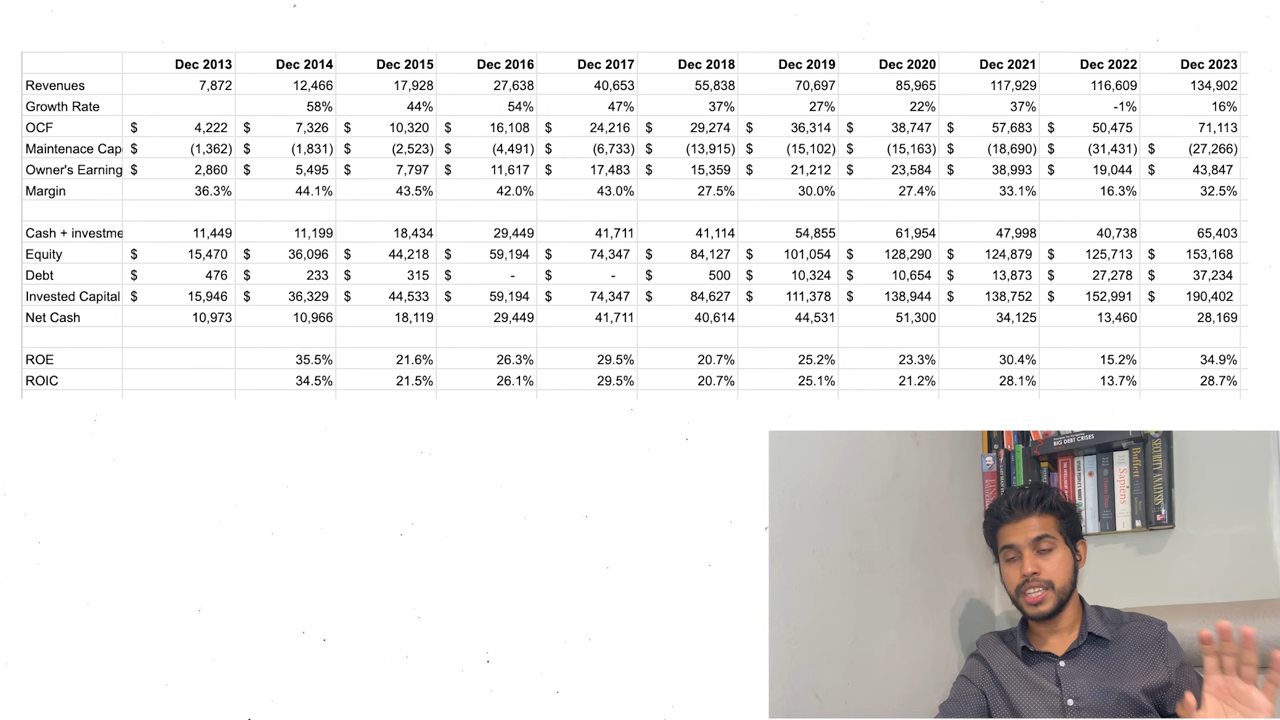 Dec 2013 Dec 2014 Dec 2015 Dec 2016 Dec 2017 Dec 2018 Dec 2019 Dec 2020 Dec 2021 Dec 2022 Dec 2023
Revenues 7,872 12,466 17,928 27,638 40,653 55,838 70,697 85,965 117,929 116,609 134,902
Growth Rate 58% 44% 54% 47% 37% 27% 22% 37% -1% 16%
OCF $ 4,222 $ 7,326 $ 10,320 $ 16,108 $ 24,216 $ 29,274 $ 36,314 $ 38,747 $ 57,683 $ 50,475 $ 71,113
Maintenace Cap $ (1,362) $ (1,831) $ (2,523) $ (4,491) $ (6,733) $ (13,915) $ (15,102) $ (15,163) $ (18,690) $ (31,431) $ (27,266)
Owner's Earning $ 2,860 $ 5,495 $ 7,797 $ 11,617 $ 17,483 $ 15,359 $ 21,212 $ 23,584 $ 38,993 $ 19,044 $ 43,847
Margin 36.3% 44.1% 43.5% 42.0% 43.0% 27.5% 30.0% 27.4% 33.1% 16.3% 32.5%
Cash + investme 11,449 11,199 18,434 29,449 41,711 41,114 54,855 61,954 47,998 40,738 65,403
Equity $ 15,470 $ 36,096 $ 44,218 $ 59,194 $ 74,347 $ 84,127 $ 101,054 $ 128,290 $ 124,879 $ 125,713 $ 153,168
Debt $ 476 $ 233 $ 315 $ - $ - $ 500 $ 10,324 $ 10,654 $ 13,873 $ 27,278 $ 37,234
Invested Capital $ 15,946 $ 36,329 $ 44,533 $ 59,194 $ 74,347 $ 84,627 $ 111,378 $ 138,944 $ 138,752 $ 152,991 $ 190,402
Net Cash 10,973 10,966 18,119 29,449 41,711 40,614 44,531 51,300 34,125 13,460 28,169
ROE 35.5% 21.6% 26.3% 29.5% 20.7% 25.2% 23.3% 30.4% 15.2% 34.9%
ROIC 34.5% 21.5% 26.1% 29.5% 20.7% 25.1% 21.2% 28.1% 13.7% 28.7%
BIG DEBT CRISES
Sapiens
Buffett
SECURITY ANALYSIS